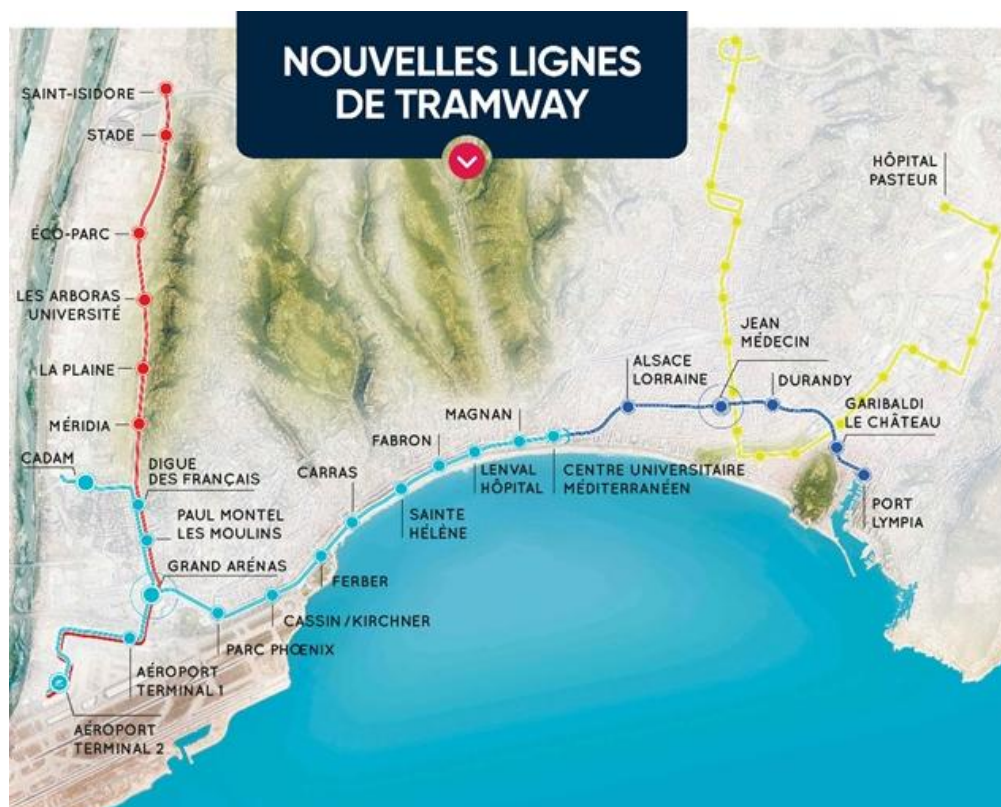 NOUVELLES LIGNES
DE TRAMWAY
SAINT-ISIDORE
STADE
ÉCO-PARC
LES ARBORAS
UNIVERSITÉ
LA PLAINE
MÉRIDIA
CADAM
DIGUE
DES FRANÇAIS
PAUL MONTEL
LES MOULINS
GRAND ARÉNAS
AÉROPORT
TERMINAL 1
AÉROPORT
TERMINAL 2
PARC PHŒNIX
CASSIN / KIRCHNER
FERBER
CARRAS
SAINTE
HÉLÈNE
FABRON
LENVAL
HÔPITAL
MAGNAN
CENTRE UNIVERSITAIRE
MÉDITERRANÉEN
ALSACE
LORRAINE
JEAN
MÉDECIN
DURANDY
GARIBALDI
LE CHÂTEAU
PORT
LYMPIA
HÔPITAL
PASTEUR